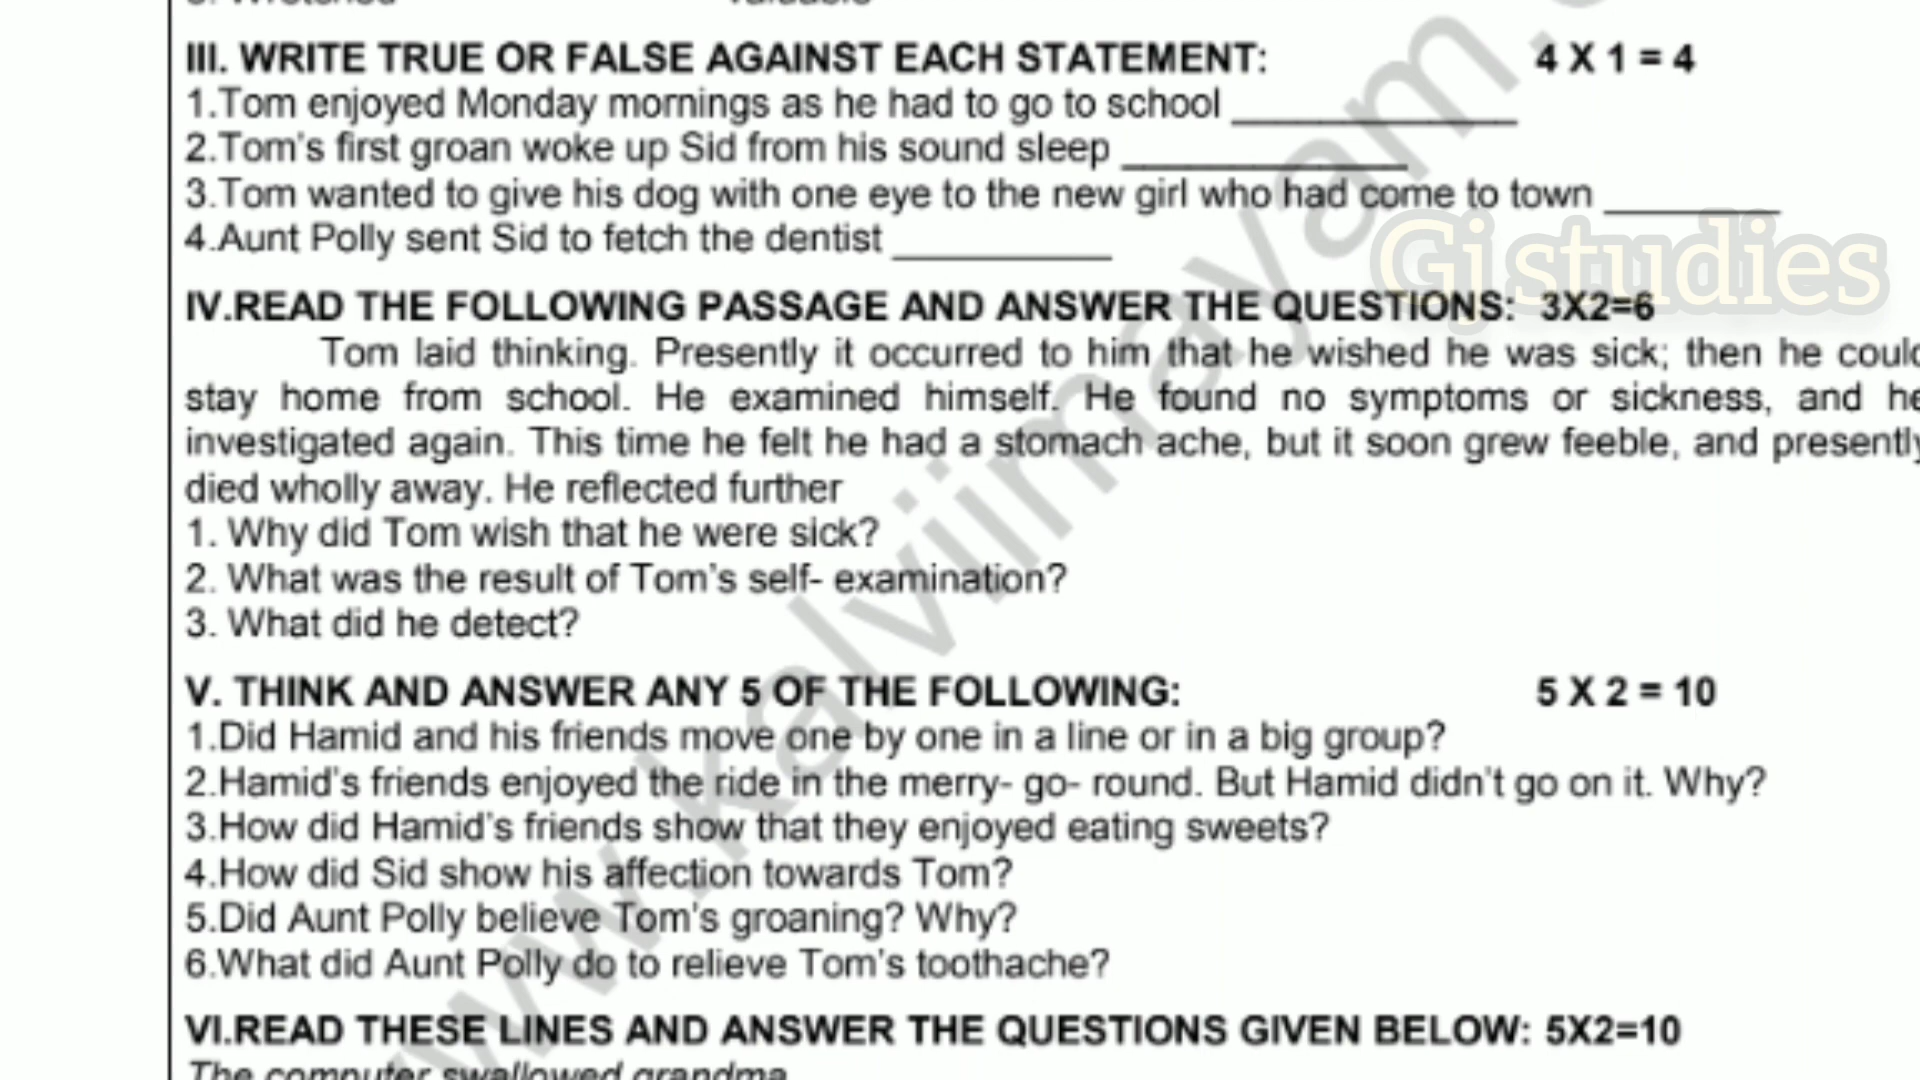 III. WRITE TRUE OR FALSE AGAINST EACH STATEMENT: 4 X 1 = 4
1.Tom enjoyed Monday mornings as he had to go to school ______________
2.Tom's first groan woke up Sid from his sound sleep ______________
3.Tom wanted to give his dog with one eye to the new girl who had come to town ________
4.Aunt Polly sent Sid to fetch the dentist __________
Gj studies
IV.READ THE FOLLOWING PASSAGE AND ANSWER THE QUESTIONS: 3X2=6
Tom laid thinking. Presently it occurred to him that he wished he was sick; then he could
stay home from school. He examined himself. He found no symptoms or sickness, and he
investigated again. This time he felt he had a stomach ache, but it soon grew feeble, and presently
died wholly away. He reflected further
1. Why did Tom wish that he were sick?
2. What was the result of Tom's self- examination?
3. What did he detect?
V. THINK AND ANSWER ANY 5 OF THE FOLLOWING: 5 X 2 = 10
1.Did Hamid and his friends move one by one in a line or in a big group?
2.Hamid's friends enjoyed the ride in the merry- go- round. But Hamid didn't go on it. Why?
3.How did Hamid's friends show that they enjoyed eating sweets?
4.How did Sid show his affection towards Tom?
5.Did Aunt Polly believe Tom's groaning? Why?
6.What did Aunt Polly do to relieve Tom's toothache?
VI.READ THESE LINES AND ANSWER THE QUESTIONS GIVEN BELOW: 5X2=10
The computer swallowed grandma
www.kalviimayam.